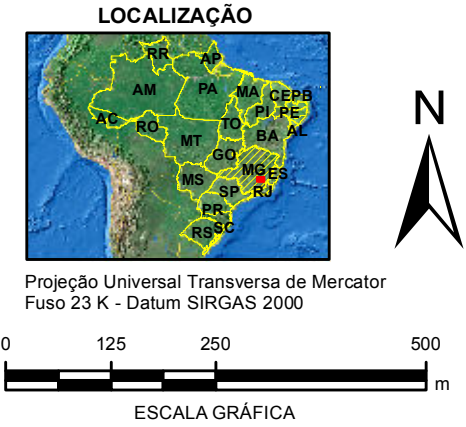 LOCALIZAÇÃO
RR
AP
AM
PA
MA
CE
PB
PI
PE
AC
RO
TO
AL
BA
MT
GO
MG
ES
MS
SP
RJ
PR
SC
RS
N
Projeção Universal Transversa de Mercator
Fuso 23 K - Datum SIRGAS 2000
0 125 250 500
m
ESCALA GRÁFICA